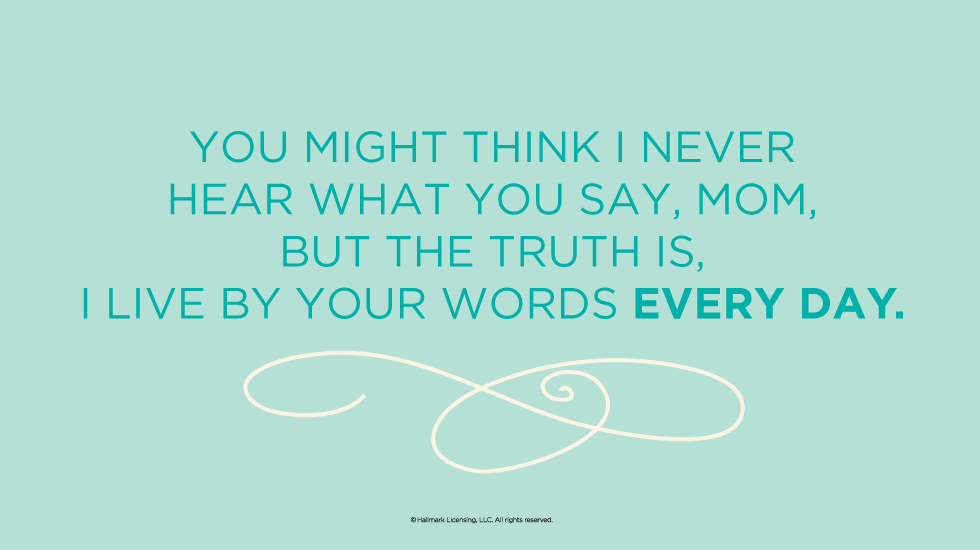 YOU MIGHT THINK I NEVER
HEAR WHAT YOU SAY, MOM,
BUT THE TRUTH IS,
I LIVE BY YOUR WORDS EVERY DAY.
© Hallmark Licensing, LLC. All rights reserved.